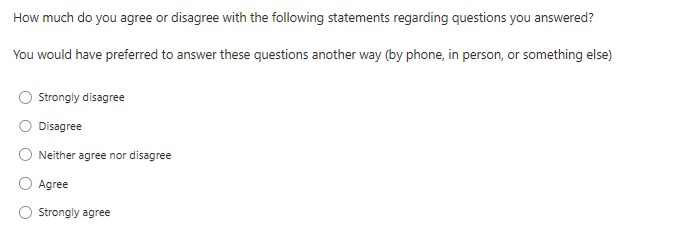 How much do you agree or disagree with the following statements regarding questions you answered?
You would have preferred to answer these questions another way (by phone, in person, or something else)
Strongly disagree
Disagree
Neither agree nor disagree
Agree
Strongly agree